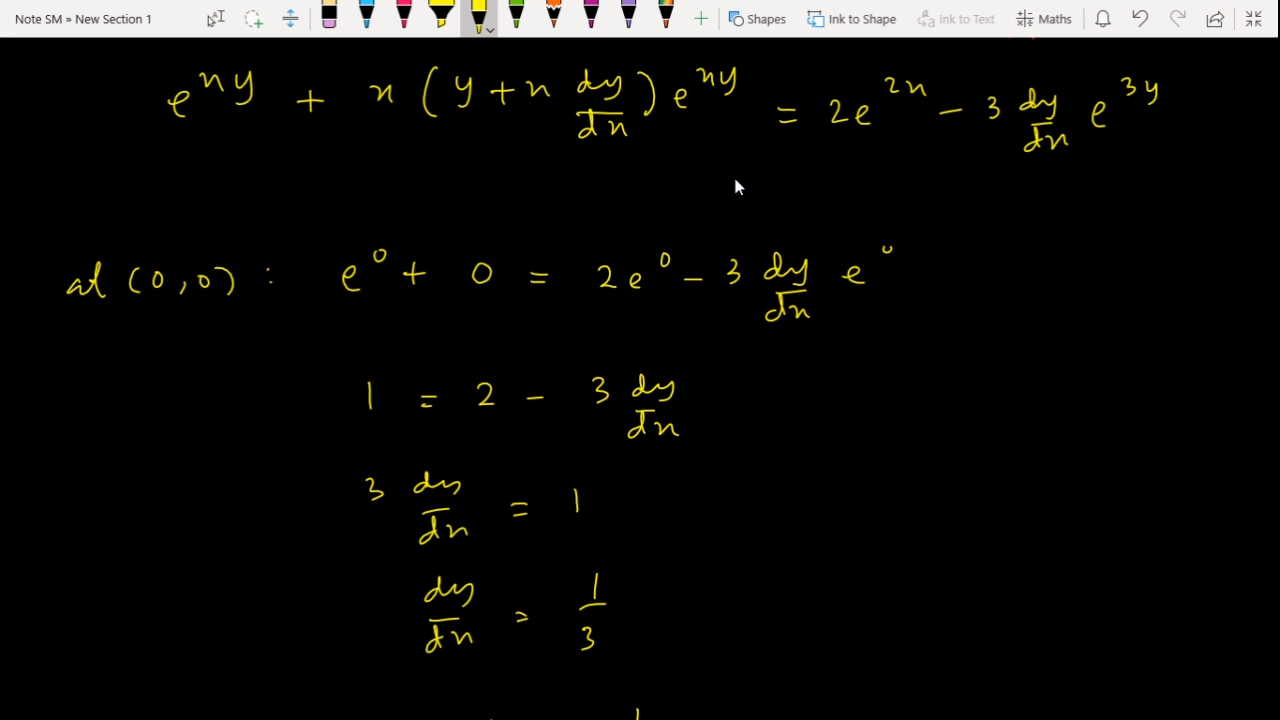 Note SM » New Section 1
Shapes Ink to Shape Ink to Text Maths
e^{xy} + x (y + x dy/dx) e^{xy} = 2e^{2x} - 3 dy/dx e^{3y}
at (0,0) : e^0 + 0 = 2e^0 - 3 dy/dx e^0
1 = 2 - 3 dy/dx
3 dy/dx = 1
dy/dx = 1/3